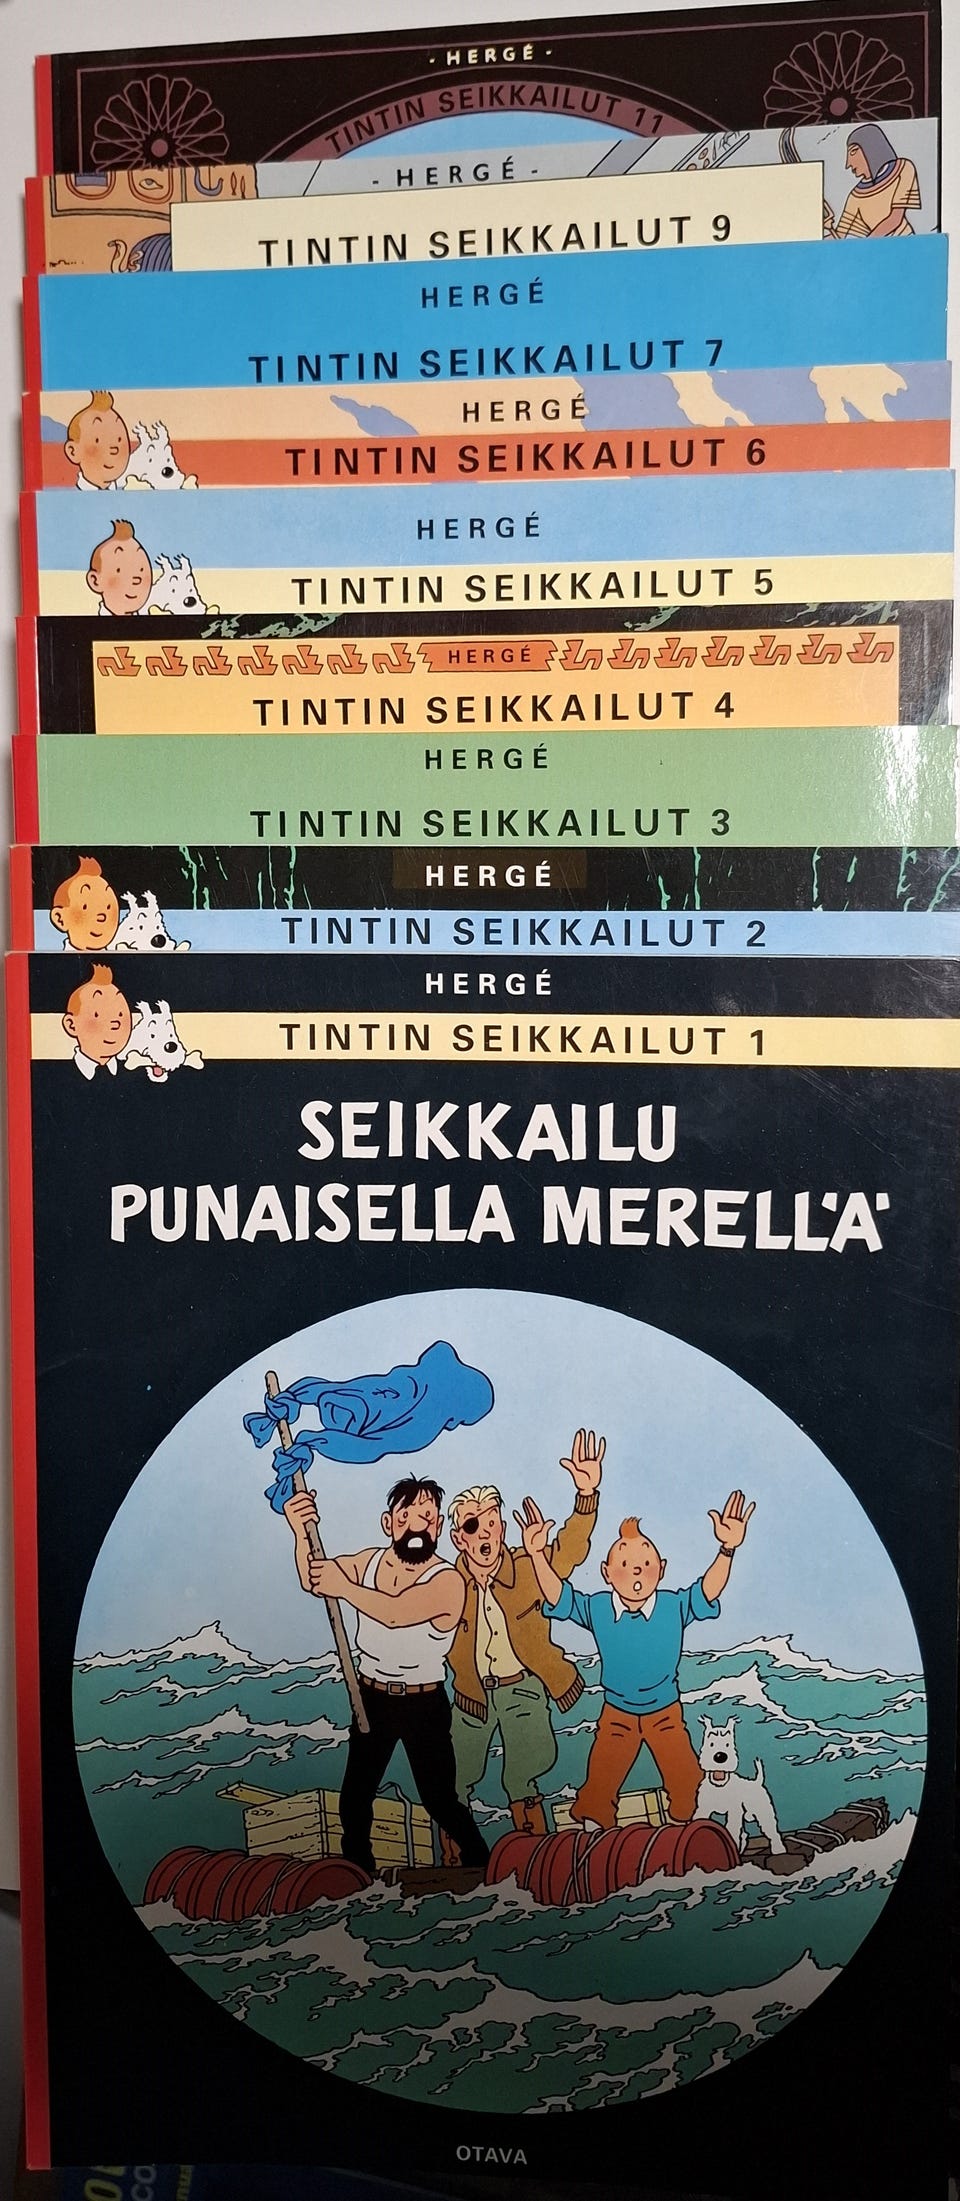 - HERGÉ -
TINTIN SEIKKAILUT 11
- HERGÉ -
TINTIN SEIKKAILUT 9
HERGÉ
TINTIN SEIKKAILUT 7
HERGÉ
TINTIN SEIKKAILUT 6
HERGÉ
TINTIN SEIKKAILUT 5
HERGÉ
TINTIN SEIKKAILUT 4
HERGÉ
TINTIN SEIKKAILUT 3
HERGÉ
TINTIN SEIKKAILUT 2
HERGÉ
TINTIN SEIKKAILUT 1
SEIKKAILU
PUNAISELLA MERELLÄ
OTAVA